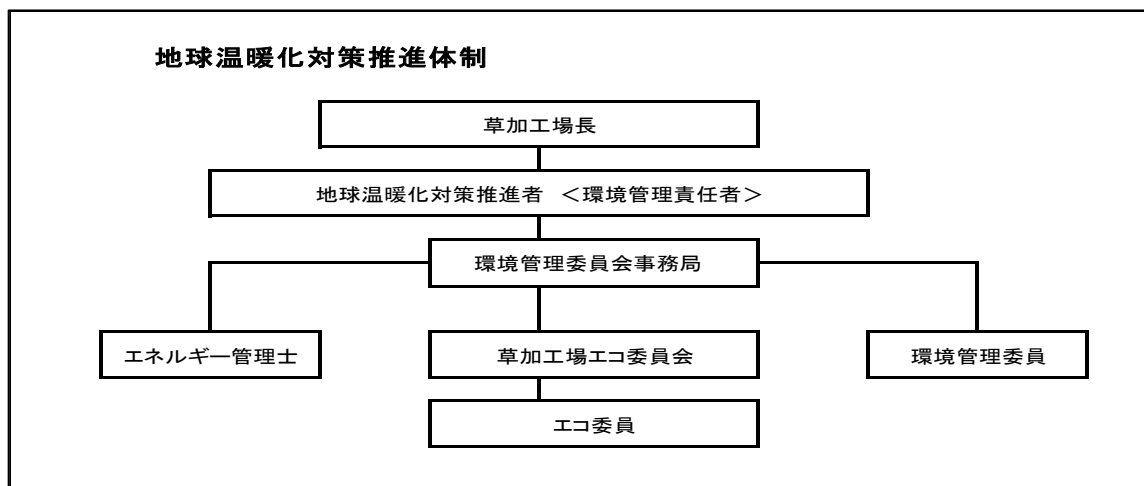 地球温暖化対策推進体制
草加工場長
地球温暖化対策推進者 <環境管理責任者>
環境管理委員会事務局
エネルギー管理士
草加工場エコ委員会
環境管理委員
エコ委員